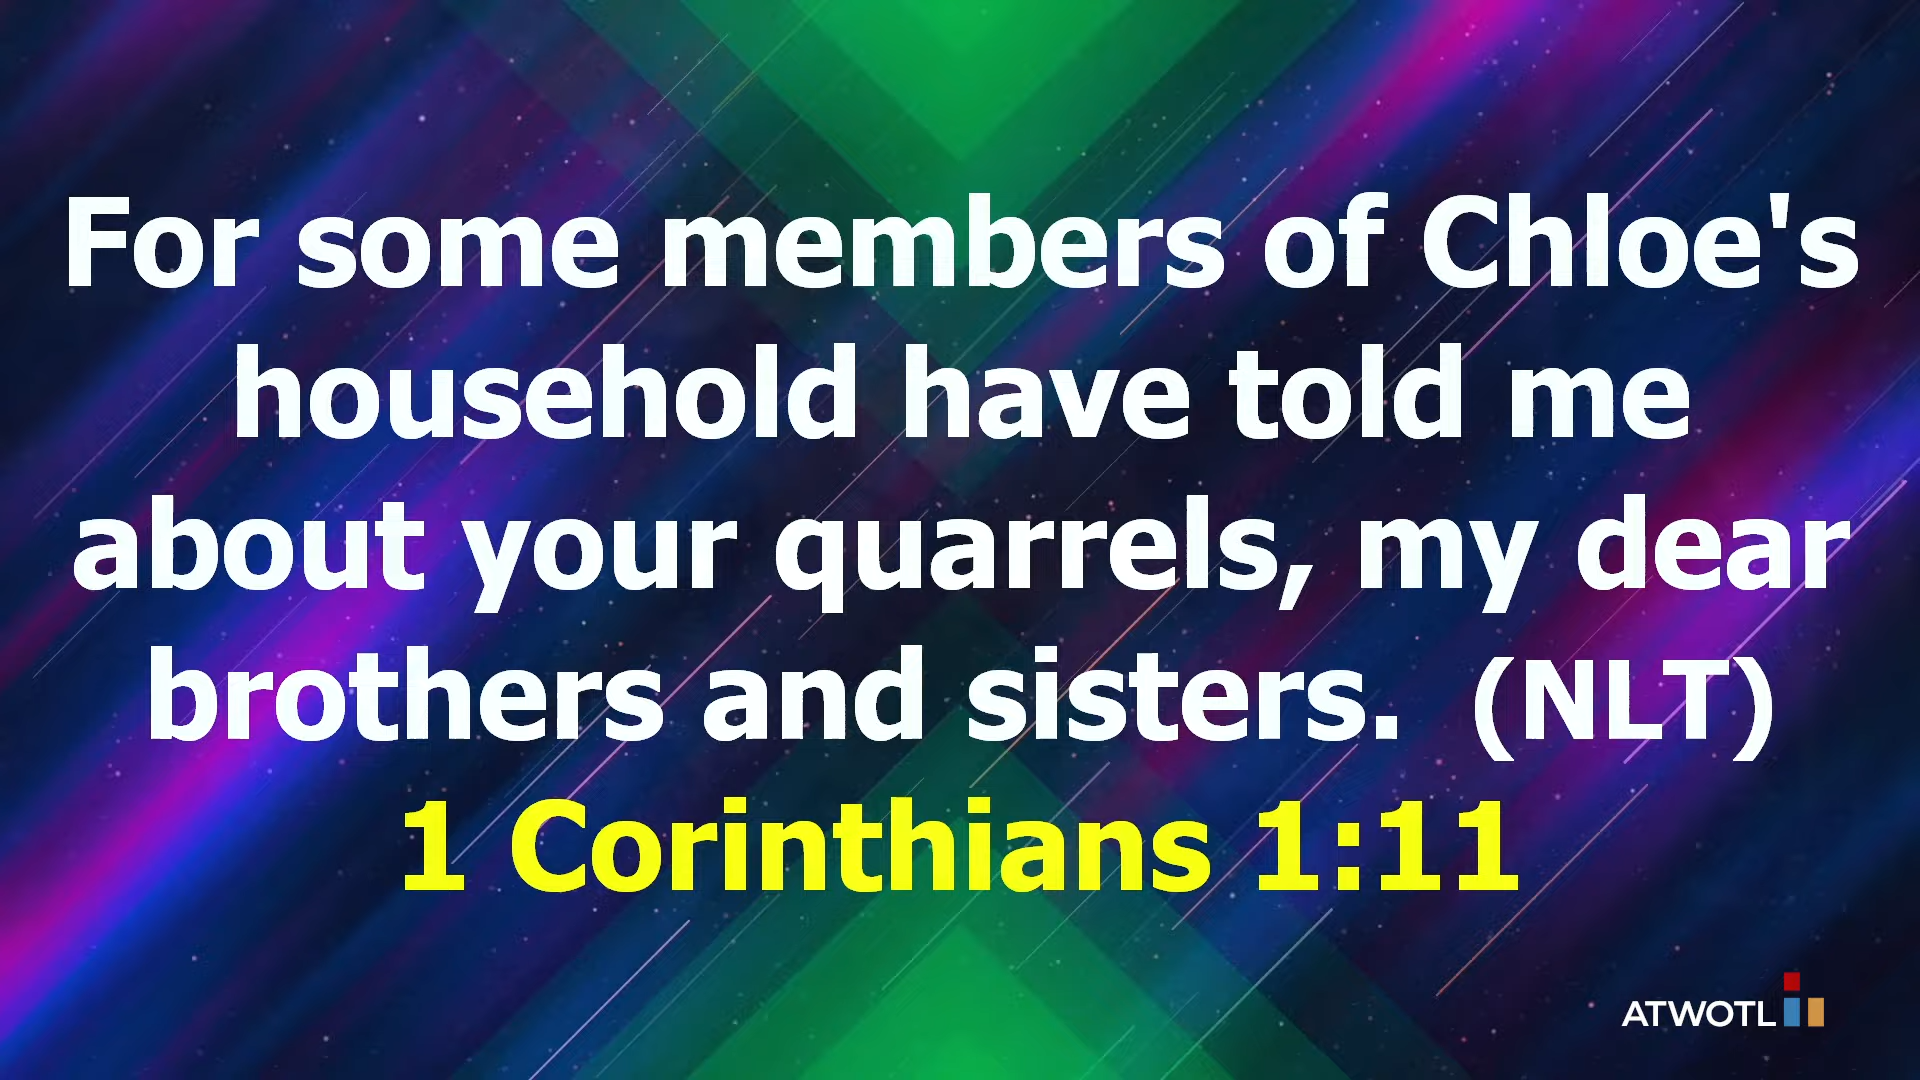 For some members of Chloe's
household have told me
about your quarrels, my dear
brothers and sisters.  (NLT)
1 Corinthians 1:11
ATWOTL